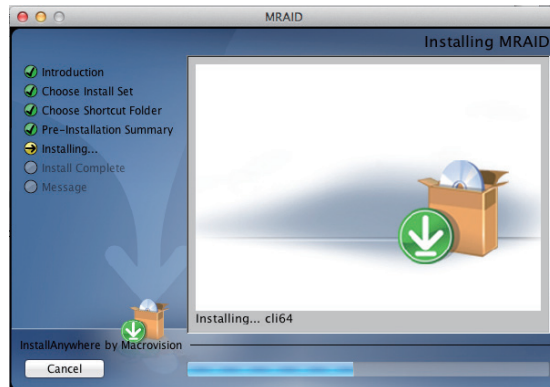 MRAID
Installing MRAID
Introduction
Choose Install Set
Choose Shortcut Folder
Pre-Installation Summary
Installing...
Install Complete
Message
Installing... cli64
InstallAnywhere by Macrovision
Cancel